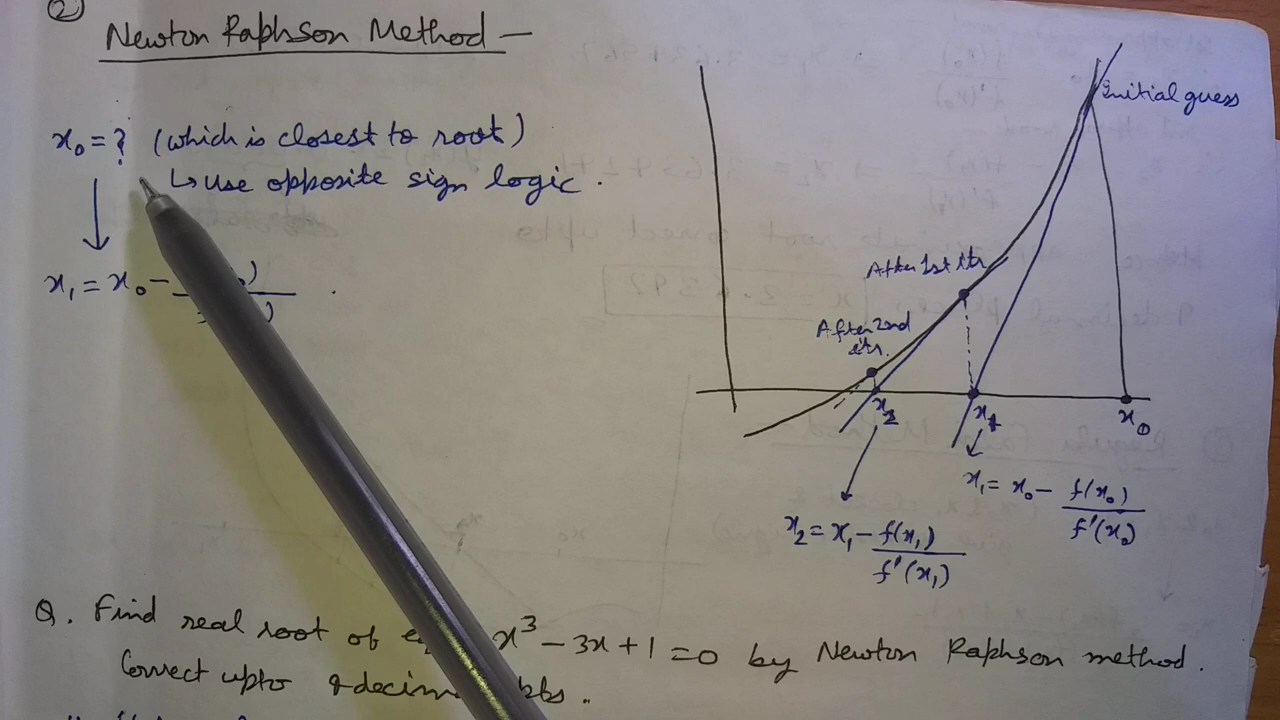 ②
Newton Raphson Method —
x₀ = ? (which is closest to root)
↳ use opposite sign logic.
x₁ = x₀ −
Initial guess
After 1st itr
After 2nd
itr.
x₂
x₁
x₀
x₁ = x₀ − f(x₀)/f'(x₀)
x₂ = x₁ − f(x₁)/f'(x₁)
Q. Find real root of x³ − 3x + 1 = 0 by Newton Raphson method.
Correct upto